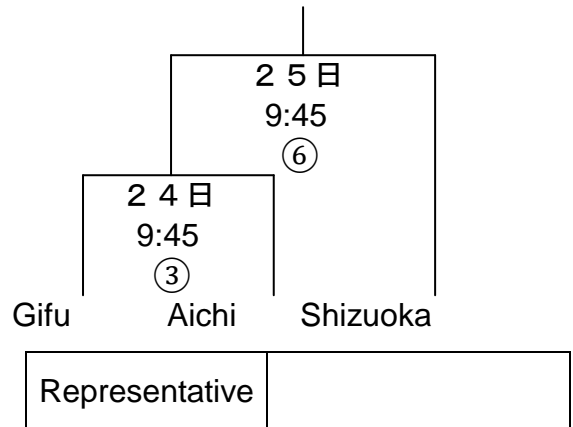 ２５日
9:45
⑥
２４日
9:45
③
Gifu Aichi Shizuoka
Representative